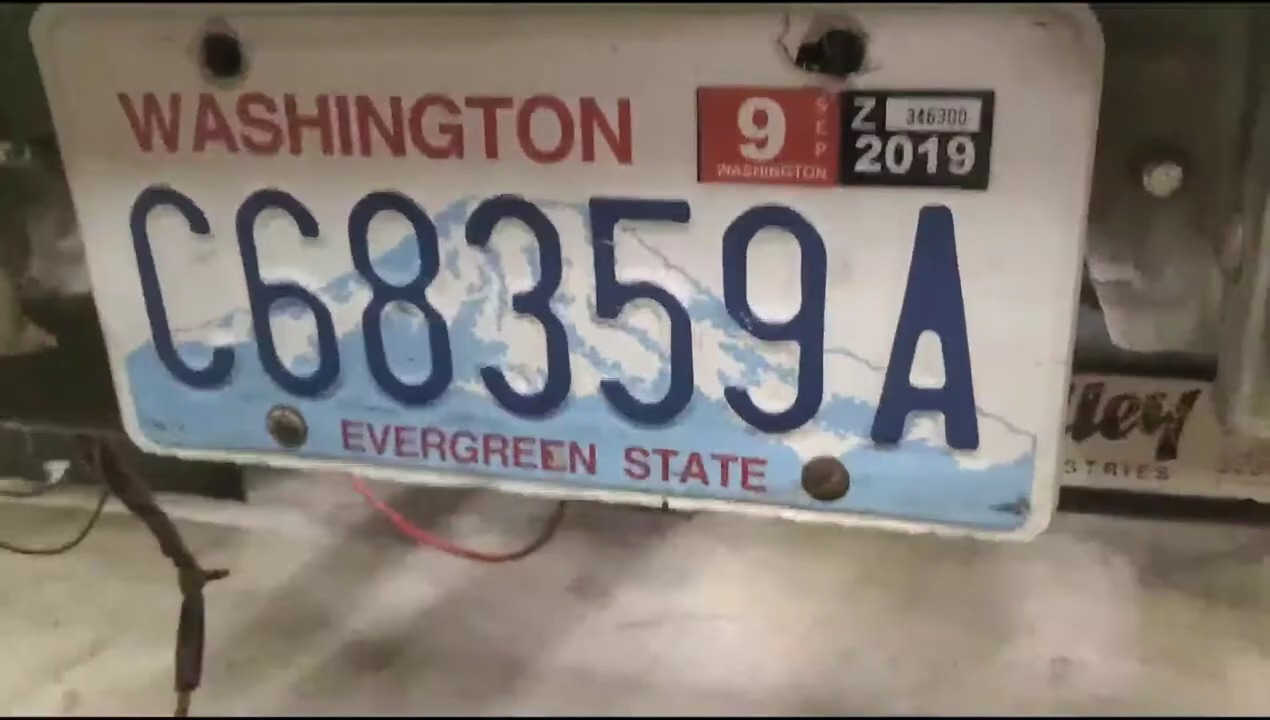 WASHINGTON
9 SEP
WASHINGTON
Z 346300
2019
C68359A
EVERGREEN STATE